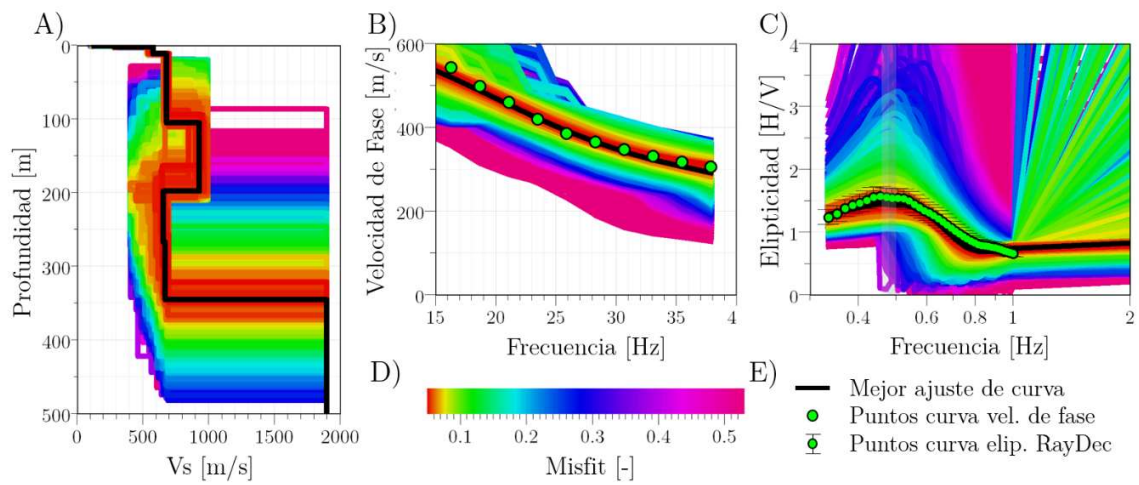 A)
0
100
200
300
400
500
Profundidad [m]
0
500
1000
1500
2000
Vs [m/s]
B)
600
400
200
0
Velocidad de Fase [m/s]
15
20
25
30
35
4
Frecuencia [Hz]
C)
4
3
2
1
0
Elipticidad [H/V]
0.4
0.6
0.8
1
2
Frecuencia [Hz]
D)
0.1
0.2
0.3
0.4
0.5
Misfit [-]
E)
Mejor ajuste de curva
Puntos curva vel. de fase
Puntos curva elip. RayDec